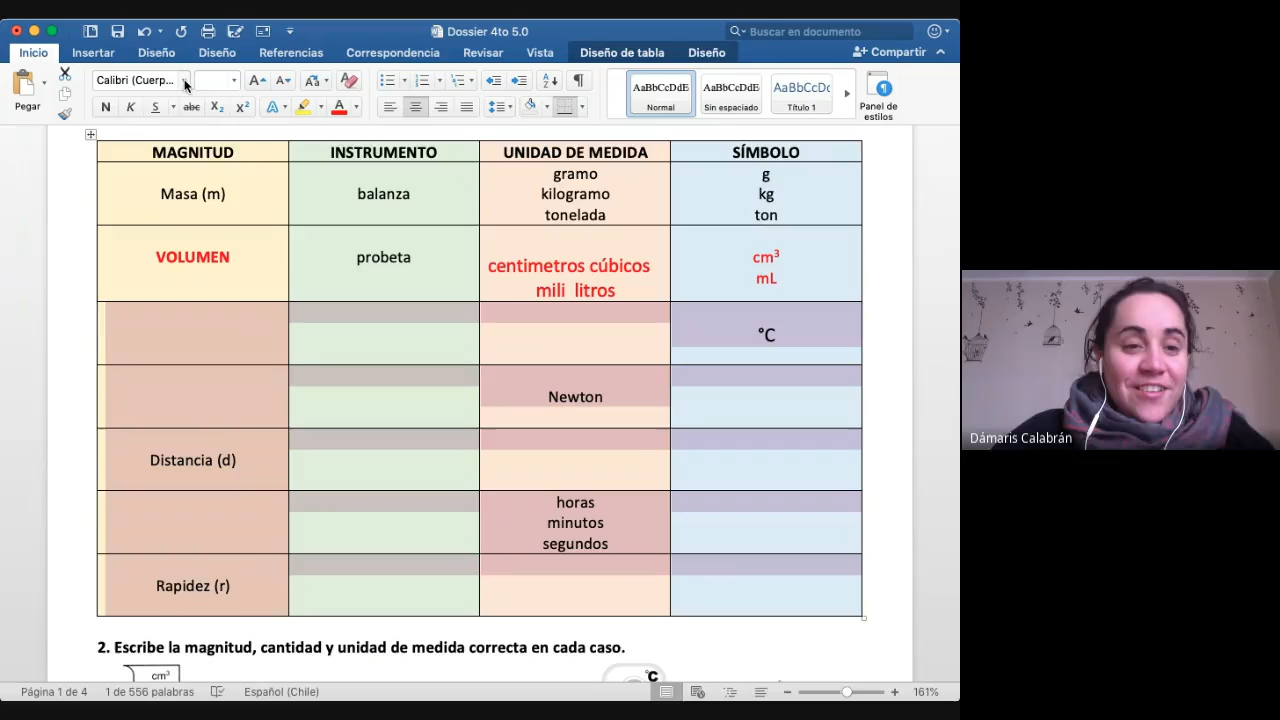 Dossier 4to 5.0
Buscar en documento
Inicio Insertar Diseño Diseño Referencias Correspondencia Revisar Vista Diseño de tabla Diseño Compartir
Pegar
Calibri (Cuerp...
N K S abc X₂ X²
AaBbCcDdE AaBbCcDdE AaBbCcDc
Normal Sin espaciado Título 1
Panel de estilos
MAGNITUD INSTRUMENTO UNIDAD DE MEDIDA SÍMBOLO
Masa (m) balanza
gramo
kilogramo
tonelada
g
kg
ton
VOLUMEN probeta
centimetros cúbicos
mili litros
cm³
mL
°C
Newton
Distancia (d)
horas
minutos
segundos
Rapidez (r)
2. Escribe la magnitud, cantidad y unidad de medida correcta en cada caso.
cm³
°C
Página 1 de 4 1 de 556 palabras Español (Chile) 161%
Dámaris Calabrán